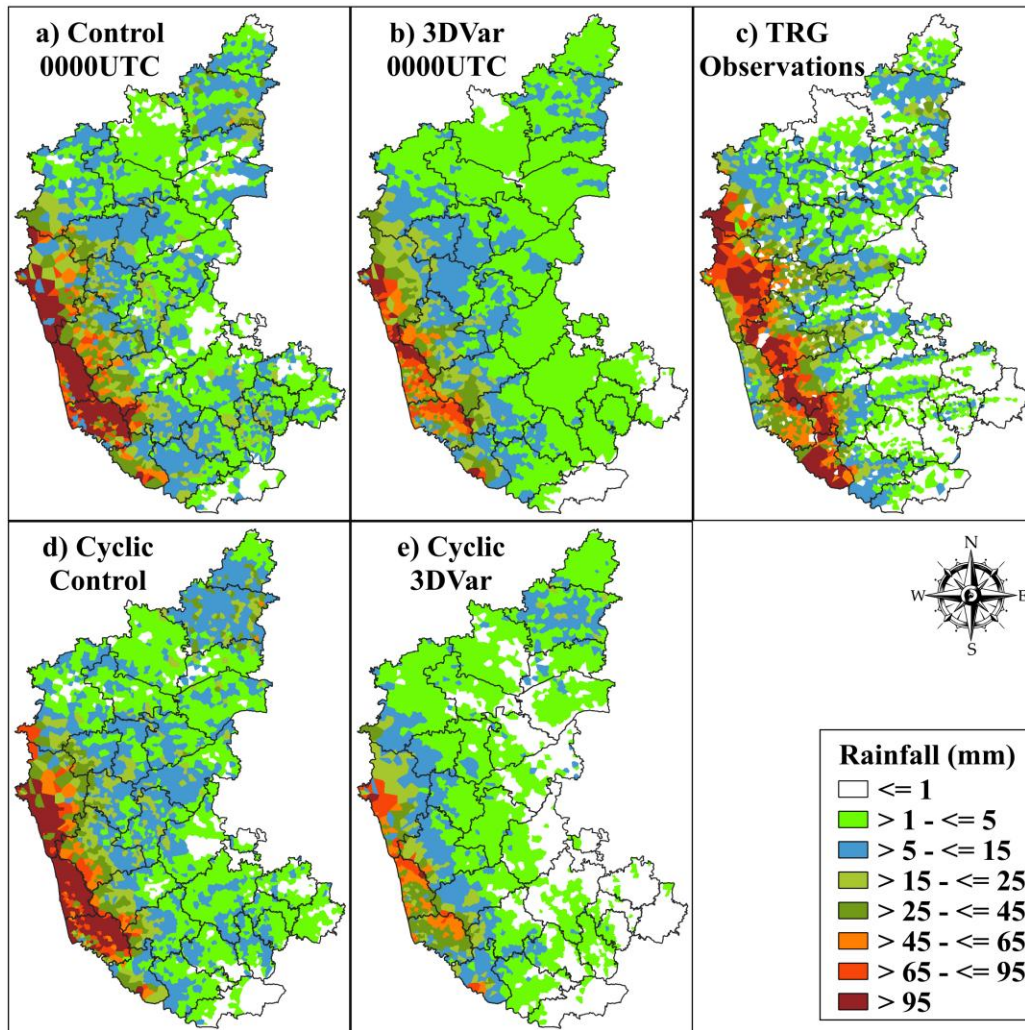 a) Control
0000UTC
b) 3DVar
0000UTC
c) TRG
Observations
d) Cyclic
Control
e) Cyclic
3DVar
N
W E
S
Rainfall (mm)
<= 1
> 1 - <= 5
> 5 - <= 15
> 15 - <= 25
> 25 - <= 45
> 45 - <= 65
> 65 - <= 95
> 95